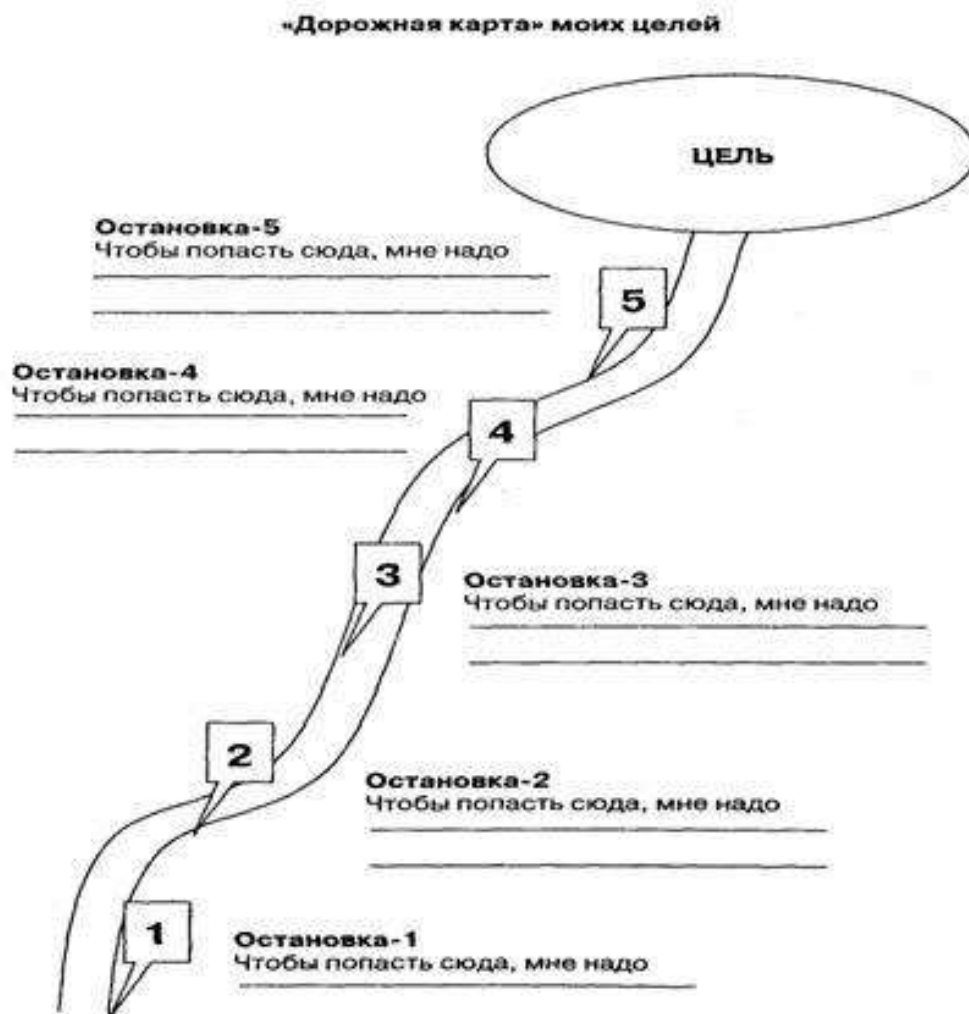 «Дорожная карта» моих целей
ЦЕЛЬ
Остановка-5
Чтобы попасть сюда, мне надо
5
Остановка-4
Чтобы попасть сюда, мне надо
4
3
Остановка-3
Чтобы попасть сюда, мне надо
2
Остановка-2
Чтобы попасть сюда, мне надо
1
Остановка-1
Чтобы попасть сюда, мне надо